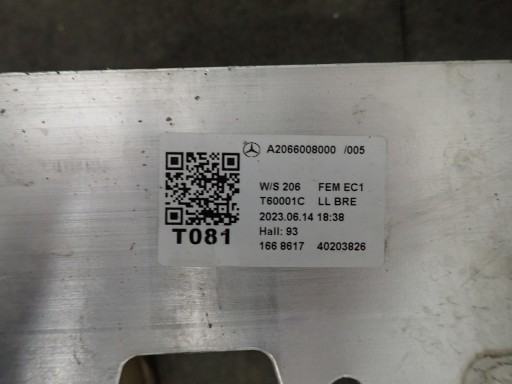 A2066008000 /005
W/S 206 FEM EC1
T60001C LL BRE
2023.06.14 18:38
Hall: 93
166 8617 40203826
T081